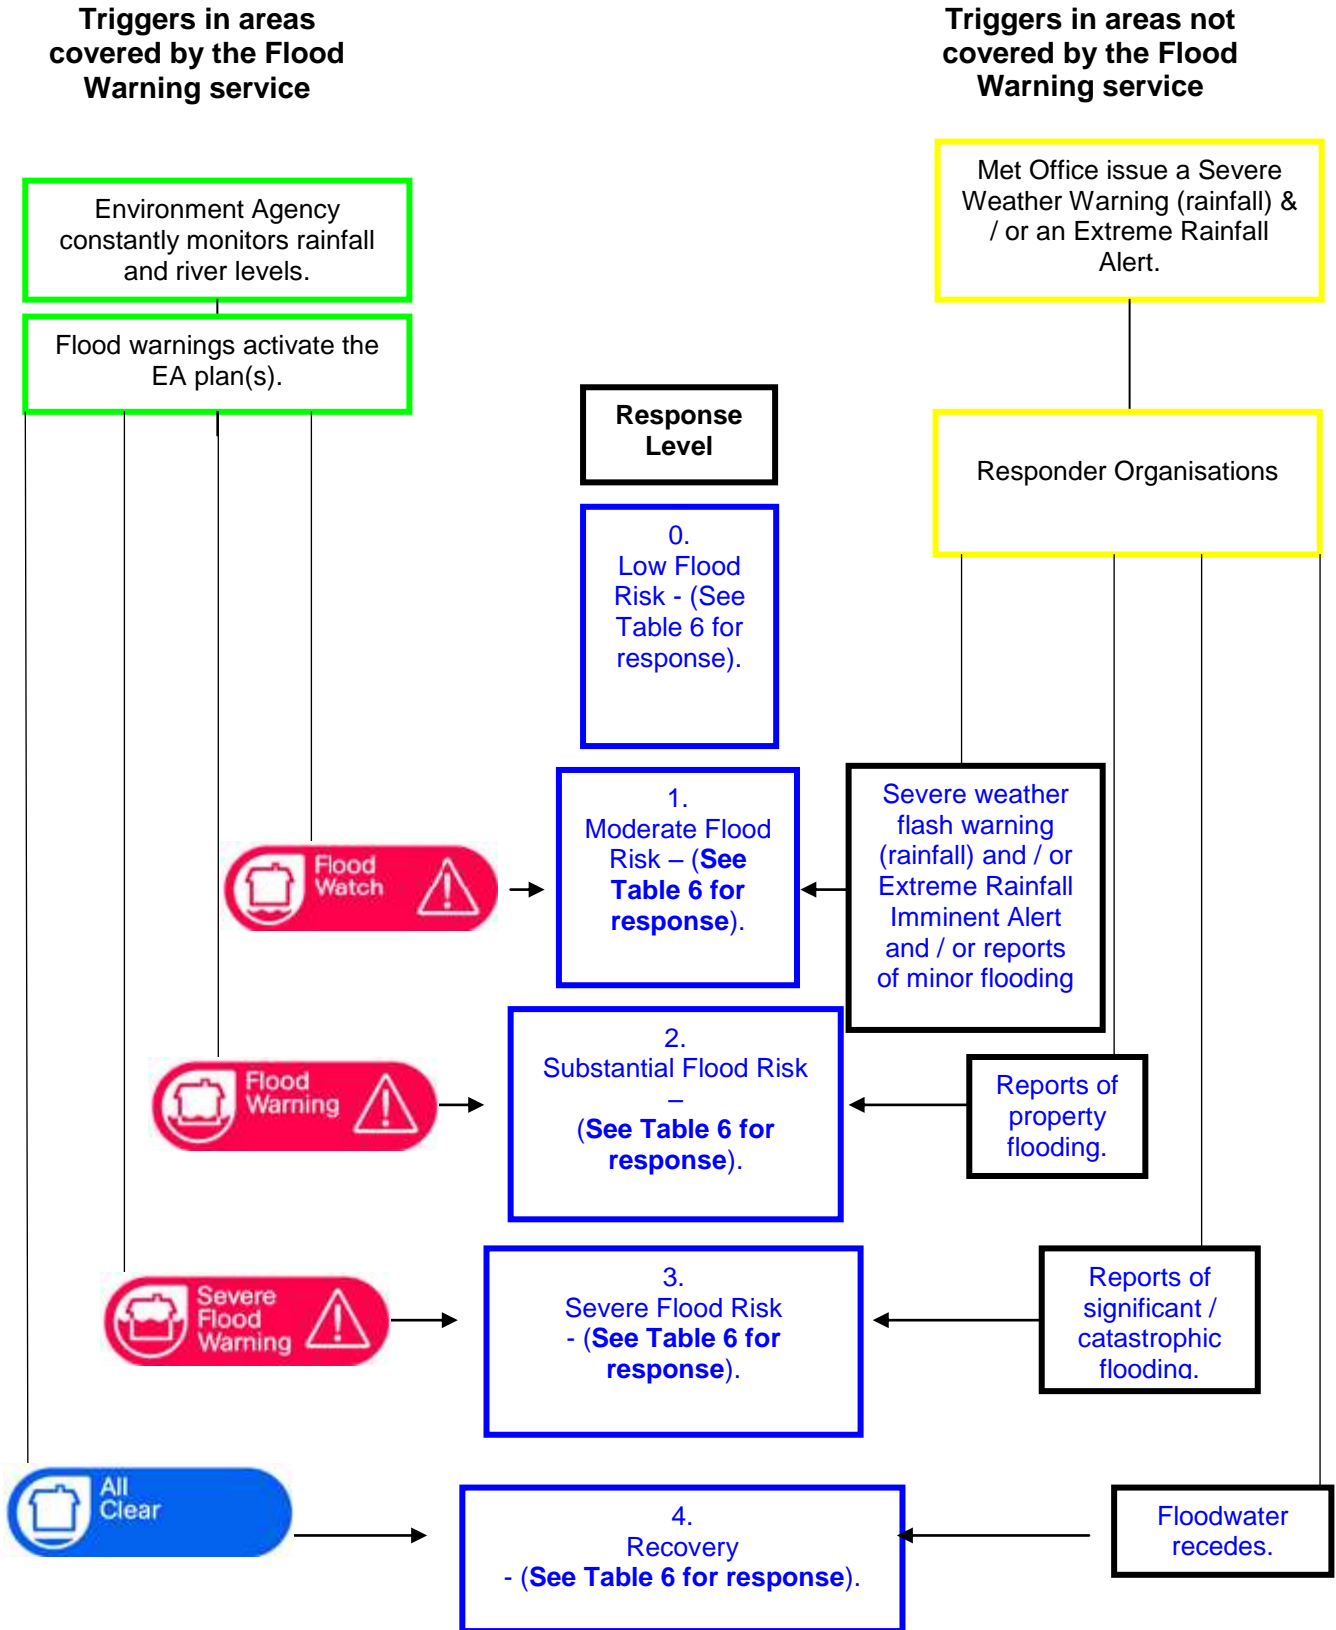 Triggers in areas
covered by the Flood
Warning service
Triggers in areas not
covered by the Flood
Warning service
Environment Agency
constantly monitors rainfall
and river levels.
Met Office issue a Severe
Weather Warning (rainfall) &
/ or an Extreme Rainfall
Alert.
Flood warnings activate the
EA plan(s).
Response
Level
Responder Organisations
0.
Low Flood
Risk - (See
Table 6 for
response).
Flood
Watch
1.
Moderate Flood
Risk – (See
Table 6 for
response).
Severe weather
flash warning
(rainfall) and / or
Extreme Rainfall
Imminent Alert
and / or reports
of minor flooding
Flood
Warning
2.
Substantial Flood Risk
–
(See Table 6 for
response).
Reports of
property
flooding.
Severe
Flood
Warning
3.
Severe Flood Risk
- (See Table 6 for
response).
Reports of
significant /
catastrophic
flooding.
All
Clear
4.
Recovery
- (See Table 6 for response).
Floodwater
recedes.